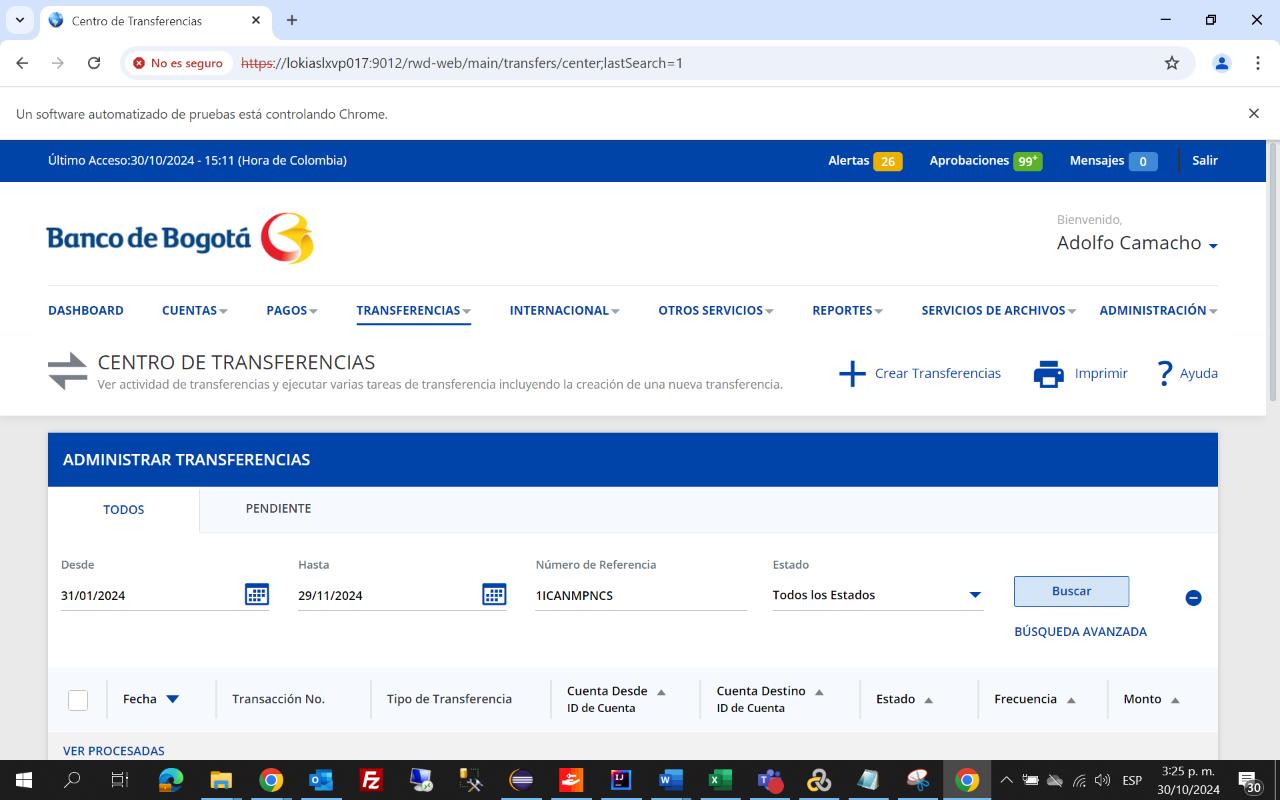 Centro de Transferencias
No es seguro
https://lokiaslxvp017:9012/rwd-web/main/transfers/center;lastSearch=1
Un software automatizado de pruebas está controlando Chrome.
Último Acceso:30/10/2024 - 15:11 (Hora de Colombia)
Alertas 26
Aprobaciones 99+
Mensajes 0
Salir
Banco de Bogotá
Bienvenido,
Adolfo Camacho
DASHBOARD CUENTAS PAGOS TRANSFERENCIAS INTERNACIONAL OTROS SERVICIOS REPORTES SERVICIOS DE ARCHIVOS ADMINISTRACIÓN
CENTRO DE TRANSFERENCIAS
Ver actividad de transferencias y ejecutar varias tareas de transferencia incluyendo la creación de una nueva transferencia.
Crear Transferencias Imprimir ? Ayuda
ADMINISTRAR TRANSFERENCIAS
TODOS PENDIENTE
Desde Hasta Número de Referencia Estado
31/01/2024 29/11/2024 1ICANMPNCS Todos los Estados
Buscar
BÚSQUEDA AVANZADA
Fecha
Transacción No.
Tipo de Transferencia
Cuenta Desde
ID de Cuenta
Cuenta Destino
ID de Cuenta
Estado
Frecuencia
Monto
VER PROCESADAS
ESP
3:25 p. m.
30/10/2024
30